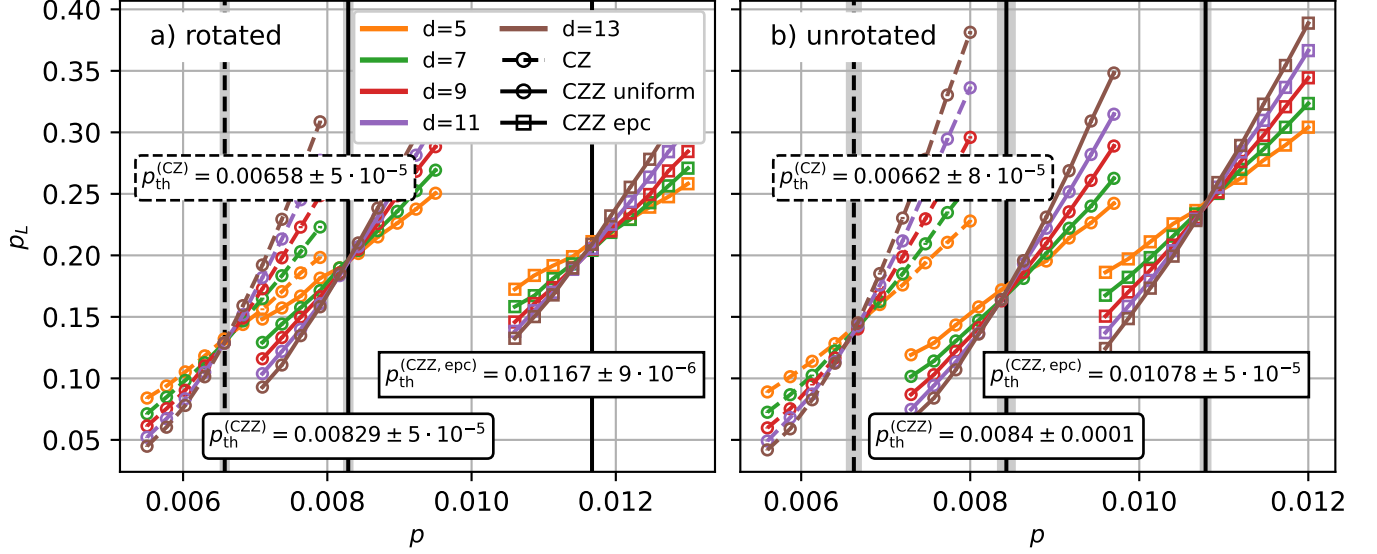 0.40
0.35
0.30
0.25
0.20
0.15
0.10
0.05
p_L
a) rotated
d=5
d=7
d=9
d=11
d=13
CZ
CZZ uniform
CZZ epc
p_th^(CZ) = 0.00658 ± 5 · 10^−5
p_th^(CZZ, epc) = 0.01167 ± 9 · 10^−6
p_th^(CZZ) = 0.00829 ± 5 · 10^−5
0.006 0.008 0.010 0.012
p
b) unrotated
p_th^(CZ) = 0.00662 ± 8 · 10^−5
p_th^(CZZ, epc) = 0.01078 ± 5 · 10^−5
p_th^(CZZ) = 0.0084 ± 0.0001
0.006 0.008 0.010 0.012
p